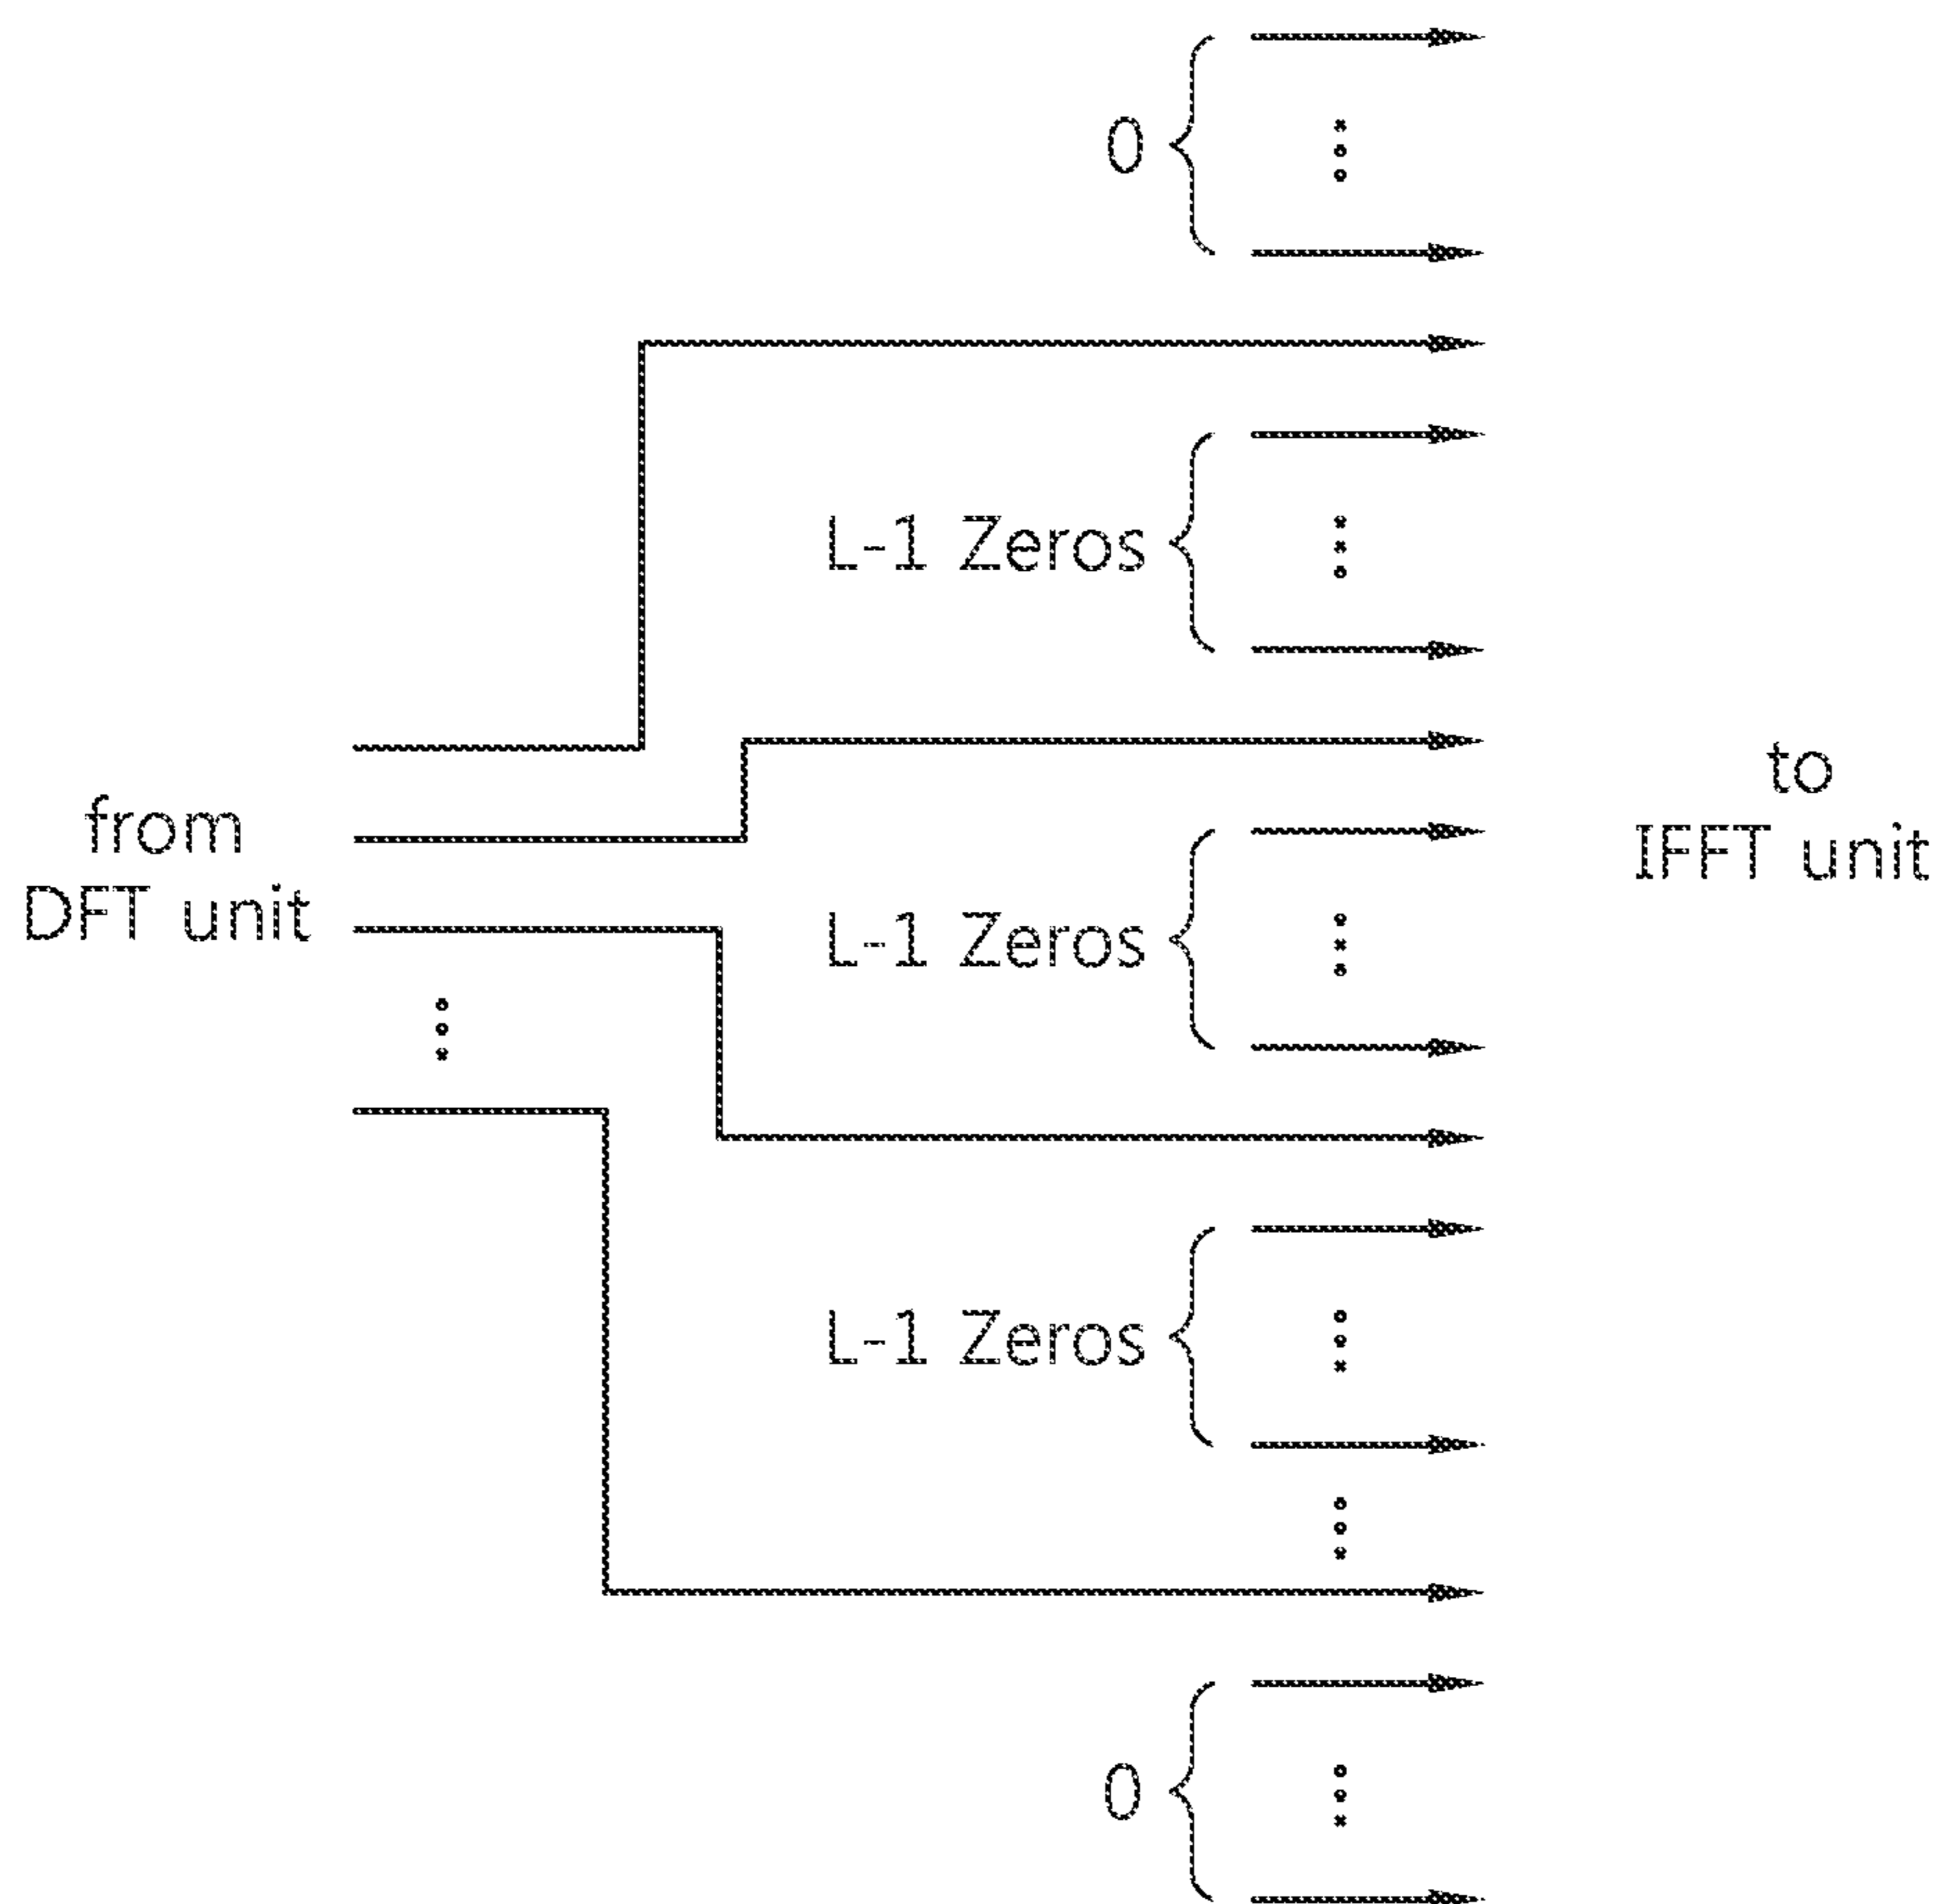 0
L-1 Zeros
from
DFT unit
to
IFFT unit
L-1 Zeros
L-1 Zeros
0